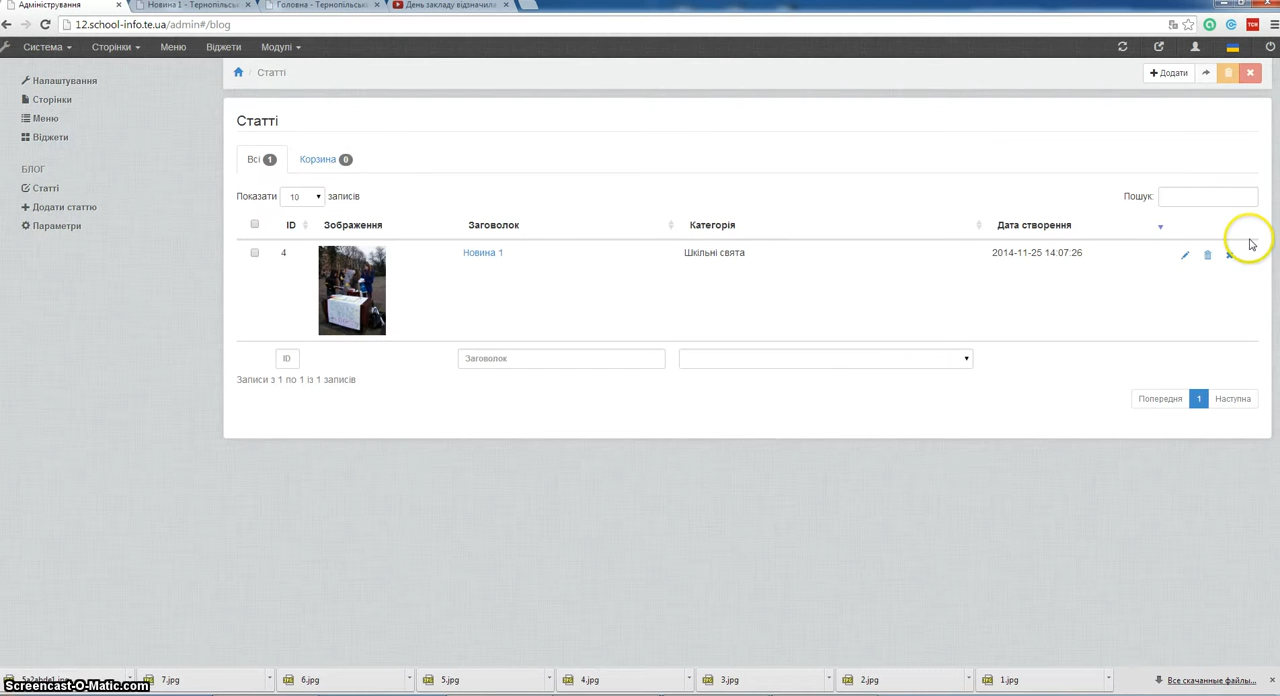 Адміністрування
Новина 1 - Тернопільськ
Головна - Тернопільськ
День закладу відзначила
12.school-info.te.ua/admin#/blog
Система Сторінки Меню Віджети Модулі
Налаштування
Сторінки
Меню
Віджети
БЛОГ
Статті
Додати статтю
Параметри
/ Статті
Додати
Статті
Всі 1 Корзина 0
Показати 10 записів
Пошук:
ID Зображення Заголовок Категорія Дата створення
4 Новина 1 Шкільні свята 2014-11-25 14:07:26
ID Заголовок
Записи з 1 по 1 із 1 записів
Попередня 1 Наступна
7.jpg 6.jpg 5.jpg 4.jpg 3.jpg 2.jpg 1.jpg Все скачанные файлы...
Screencast-O-Matic.com